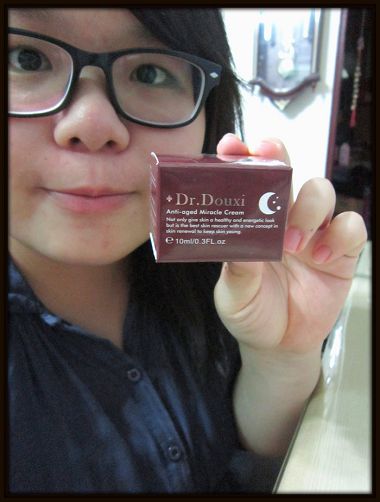 Dr.Douxi
Anti-aged Miracle Cream
Not only give skin a healthy and energetic look
but is the best skin rescuer with a new concept in
skin renewal to keep skin yeung.
℮ 10ml/0.3FL.oz